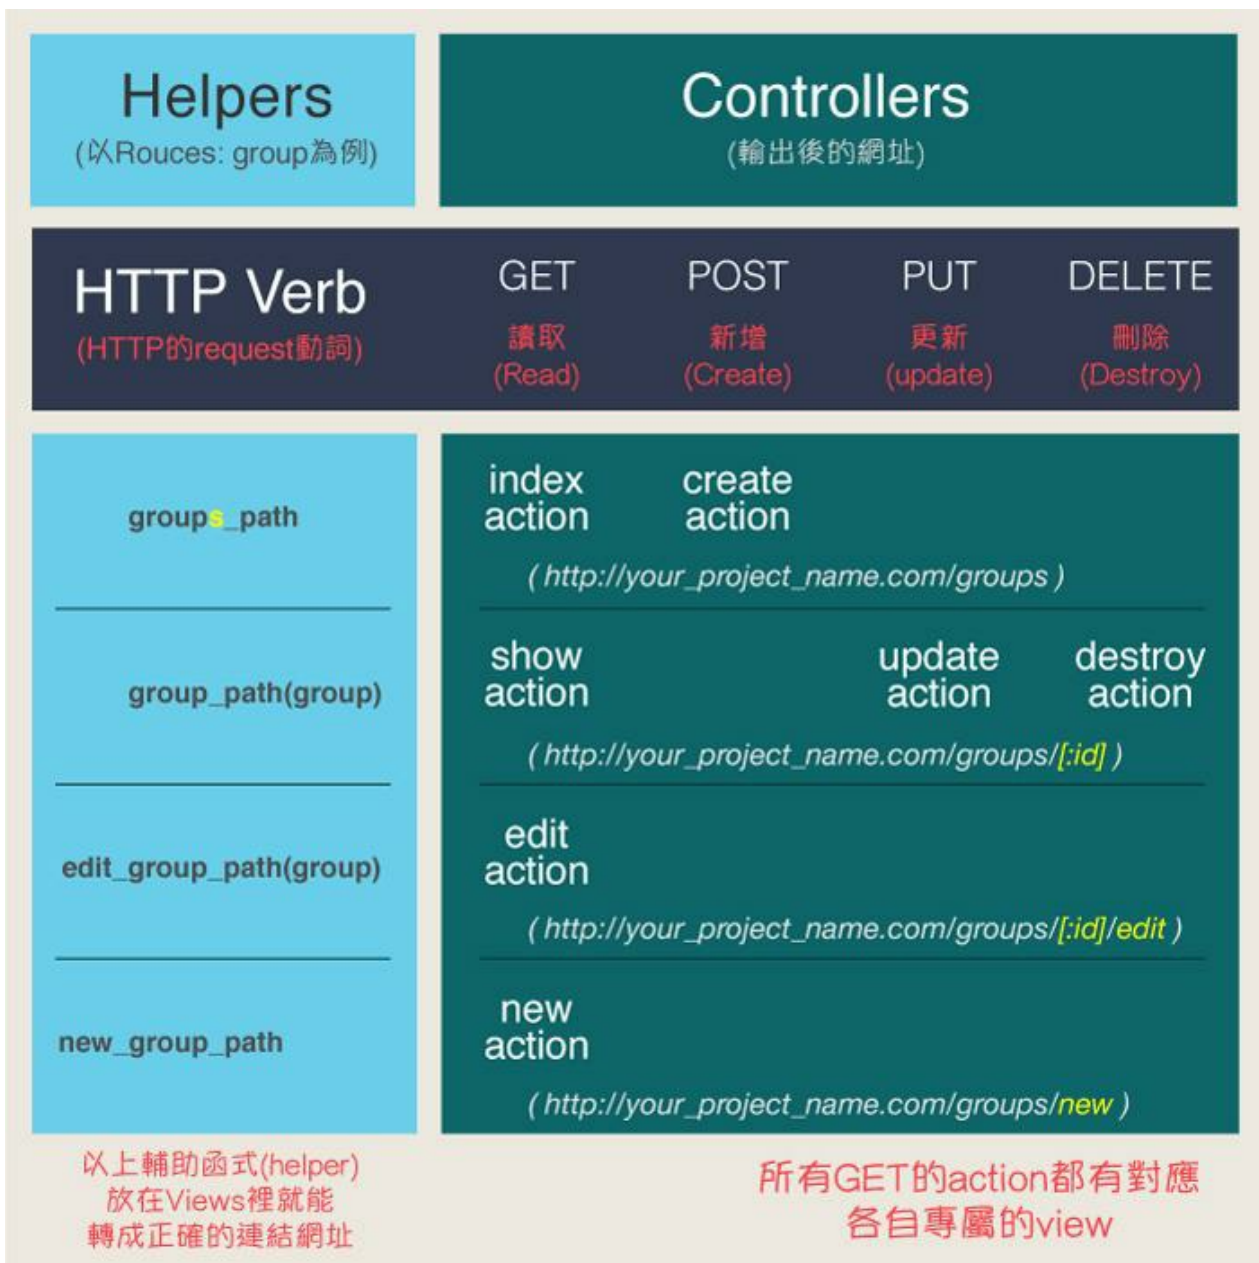 Helpers
(以Rouces: group為例)
Controllers
(輸出後的網址)
HTTP Verb
(HTTP的request動詞)
GET
讀取
(Read)
POST
新增
(Create)
PUT
更新
(update)
DELETE
刪除
(Destroy)
groups_path
index
action
create
action
( http://your_project_name.com/groups )
group_path(group)
show
action
update
action
destroy
action
( http://your_project_name.com/groups/[:id] )
edit_group_path(group)
edit
action
( http://your_project_name.com/groups/[:id]/edit )
new_group_path
new
action
( http://your_project_name.com/groups/new )
以上輔助函式(helper)
放在Views裡就能
轉成正確的連結網址
所有GET的action都有對應
各自專屬的view